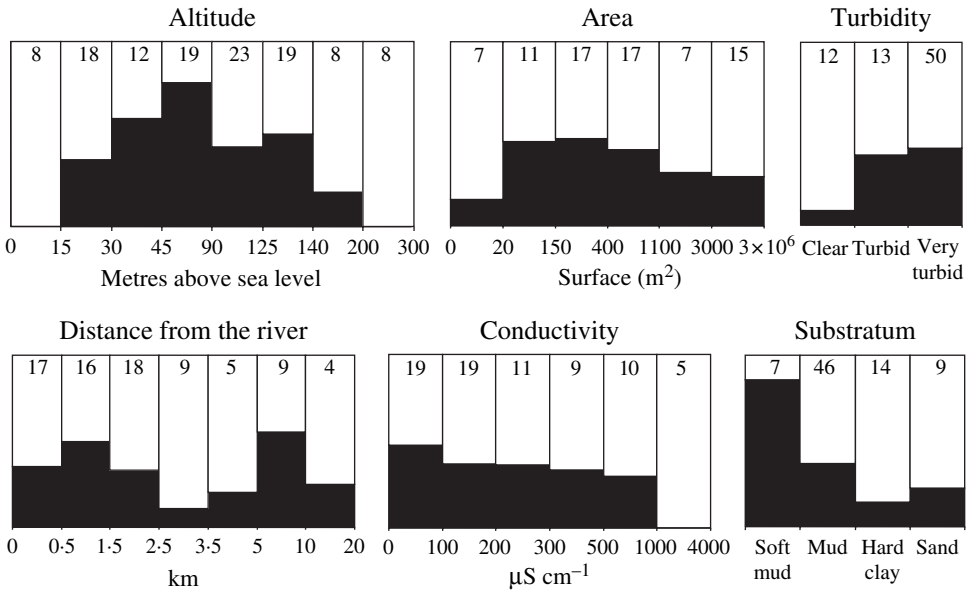 Altitude
8 18 12 19 23 19 8 8
0 15 30 45 90 125 140 200 300
Metres above sea level
Area
7 11 17 17 7 15
0 20 150 400 1100 3000 3×10⁶
Surface (m²)
Turbidity
12 13 50
Clear Turbid Very
turbid
Distance from the river
17 16 18 9 5 9 4
0 0·5 1·5 2·5 3·5 5 10 20
km
Conductivity
19 19 11 9 10 5
0 100 200 300 500 1000 4000
μS cm⁻¹
Substratum
7 46 14 9
Soft Mud Hard Sand
mud clay